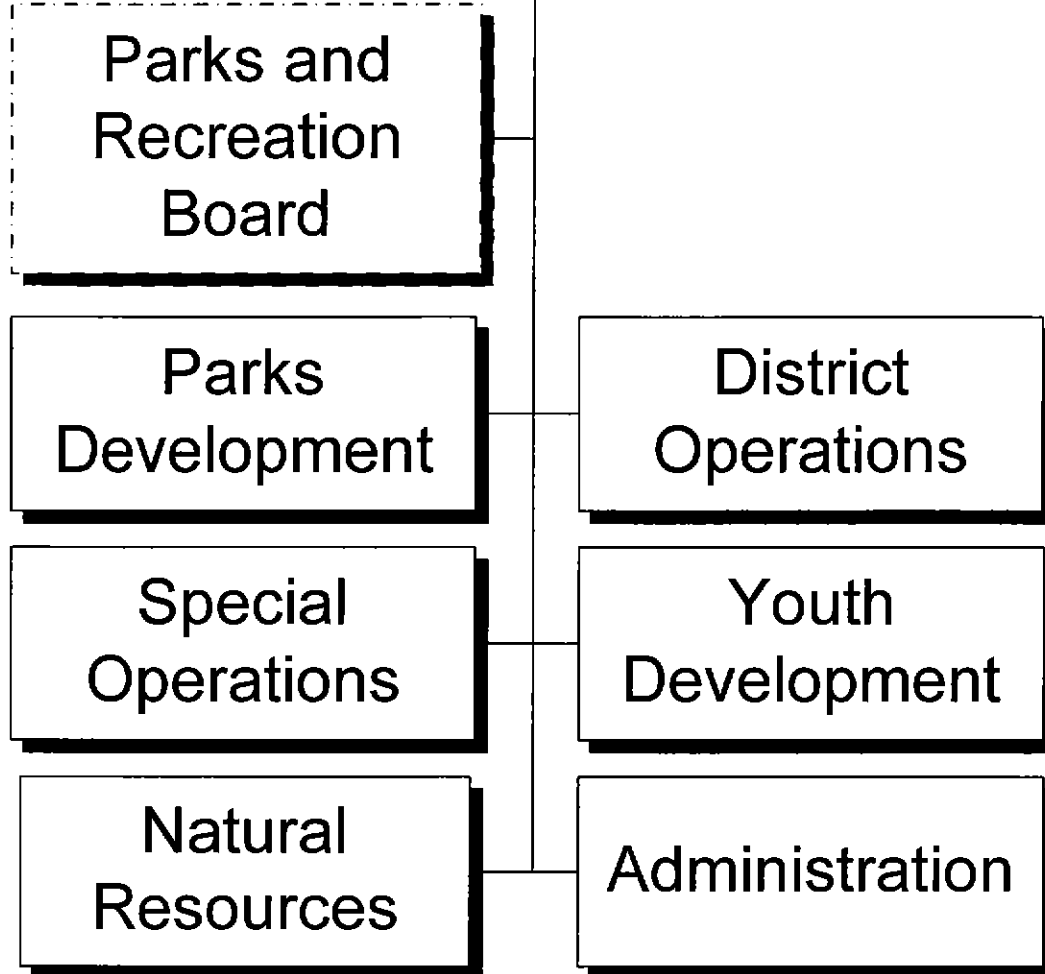 Parks and
Recreation
Board
Parks
Development
District
Operations
Special
Operations
Youth
Development
Natural
Resources
Administration